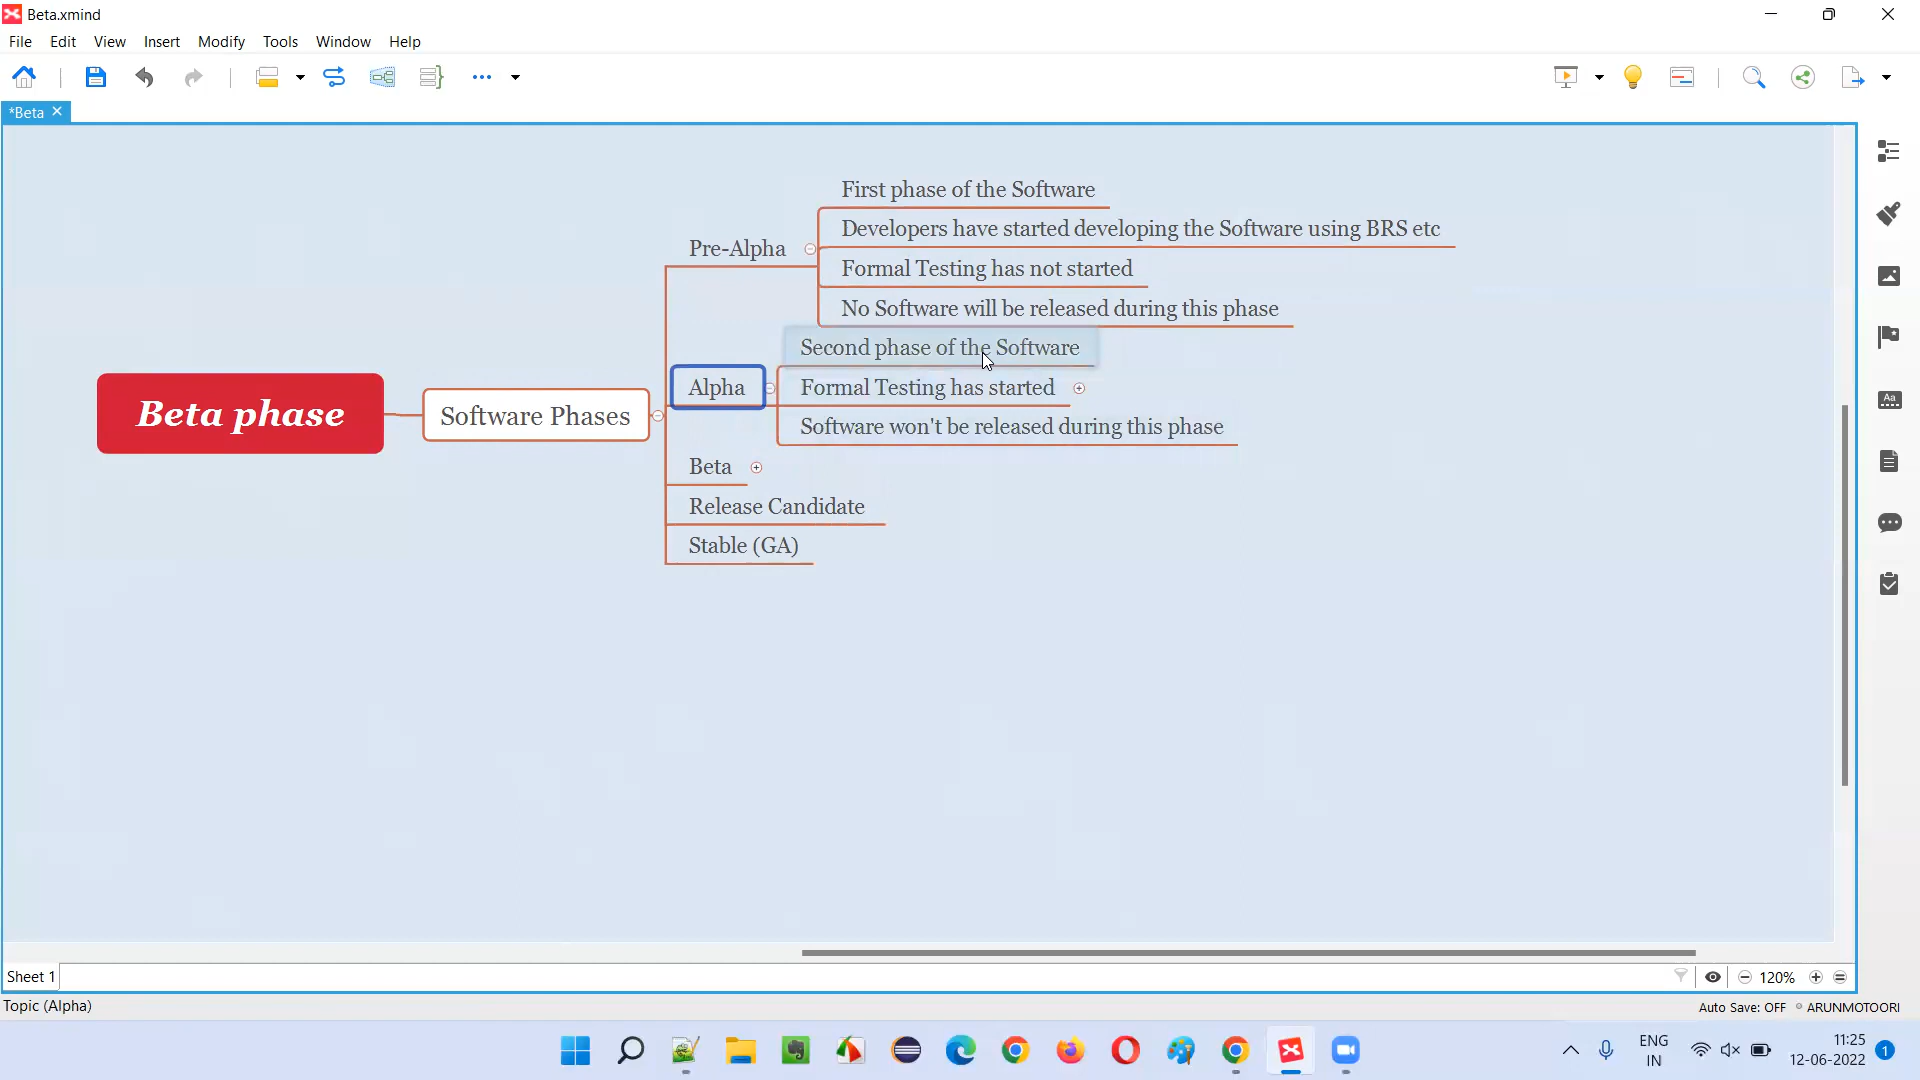 Beta.xmind
File Edit View Insert Modify Tools Window Help
*Beta
First phase of the Software
Developers have started developing the Software using BRS etc
Pre-Alpha
Formal Testing has not started
No Software will be released during this phase
Second phase of the Software
Alpha
Formal Testing has started
Beta phase
Software Phases
Software won't be released during this phase
Beta
Release Candidate
Stable (GA)
Aa
Sheet 1
120%
Topic (Alpha)
Auto Save: OFF
ARUNMOTOORI
ENG
IN
11:25
12-06-2022
1